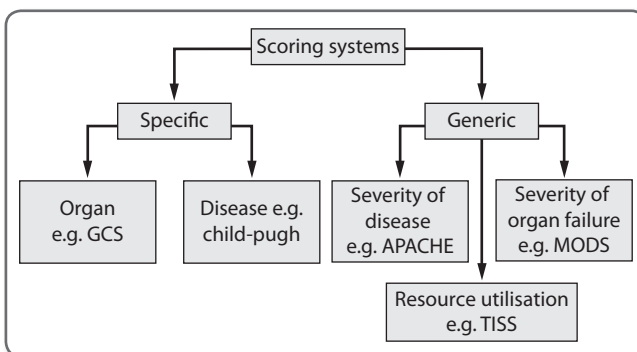 Scoring systems
Specific
Generic
Organ
e.g. GCS
Disease e.g.
child-pugh
Severity of
disease
e.g. APACHE
Severity of
organ failure
e.g. MODS
Resource utilisation
e.g. TISS